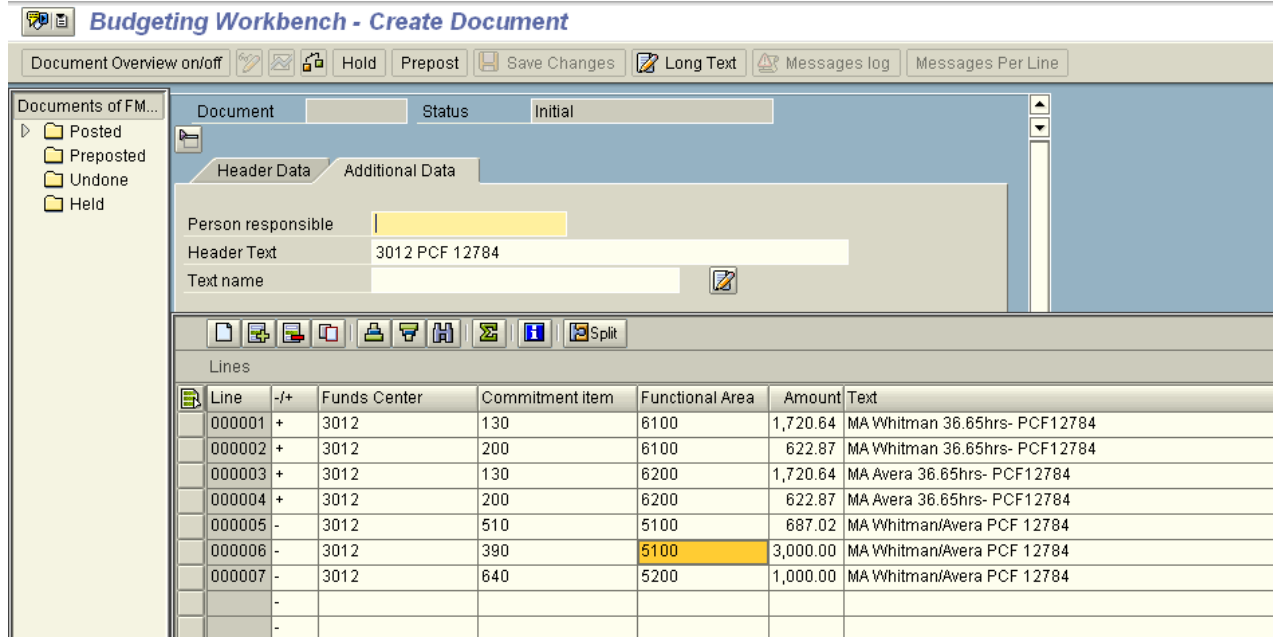 Budgeting Workbench - Create Document
Document Overview on/off Hold Prepost Save Changes Long Text Messages log Messages Per Line
Documents of FM...
Posted
Preposted
Undone
Held
Document Status Initial
Header Data Additional Data
Person responsible
Header Text 3012 PCF 12784
Text name
Split
Lines
Line -/+ Funds Center Commitment item Functional Area Amount Text
000001 + 3012 130 6100 1,720.64 MA Whitman 36.65hrs- PCF12784
000002 + 3012 200 6100 622.87 MA Whitman 36.65hrs- PCF12784
000003 + 3012 130 6200 1,720.64 MA Avera 36.65hrs- PCF12784
000004 + 3012 200 6200 622.87 MA Avera 36.65hrs- PCF12784
000005 - 3012 510 5100 687.02 MA Whitman/Avera PCF 12784
000006 - 3012 390 5100 3,000.00 MA Whitman/Avera PCF 12784
000007 - 3012 640 5200 1,000.00 MA Whitman/Avera PCF 12784
-
-